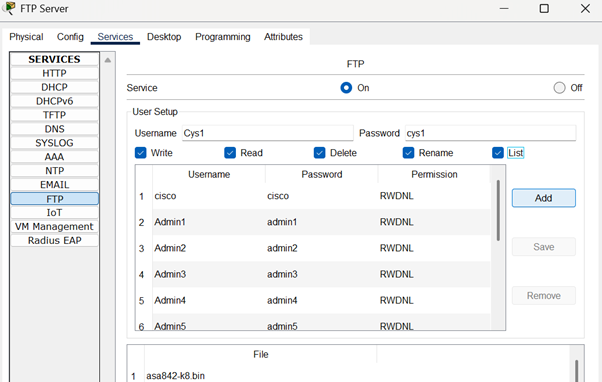 FTP Server
Physical Config Services Desktop Programming Attributes
SERVICES
HTTP
DHCP
DHCPv6
TFTP
DNS
SYSLOG
AAA
NTP
EMAIL
FTP
IoT
VM Management
Radius EAP
FTP
Service On Off
User Setup
Username Cys1 Password cys1
Write Read Delete Rename List
Username Password Permission
1 cisco cisco RWDNL
2 Admin1 admin1 RWDNL
3 Admin2 admin2 RWDNL
4 Admin3 admin3 RWDNL
5 Admin4 admin4 RWDNL
6 Admin5 admin5 RWDNL
Add
Save
Remove
File
1 asa842-k8.bin